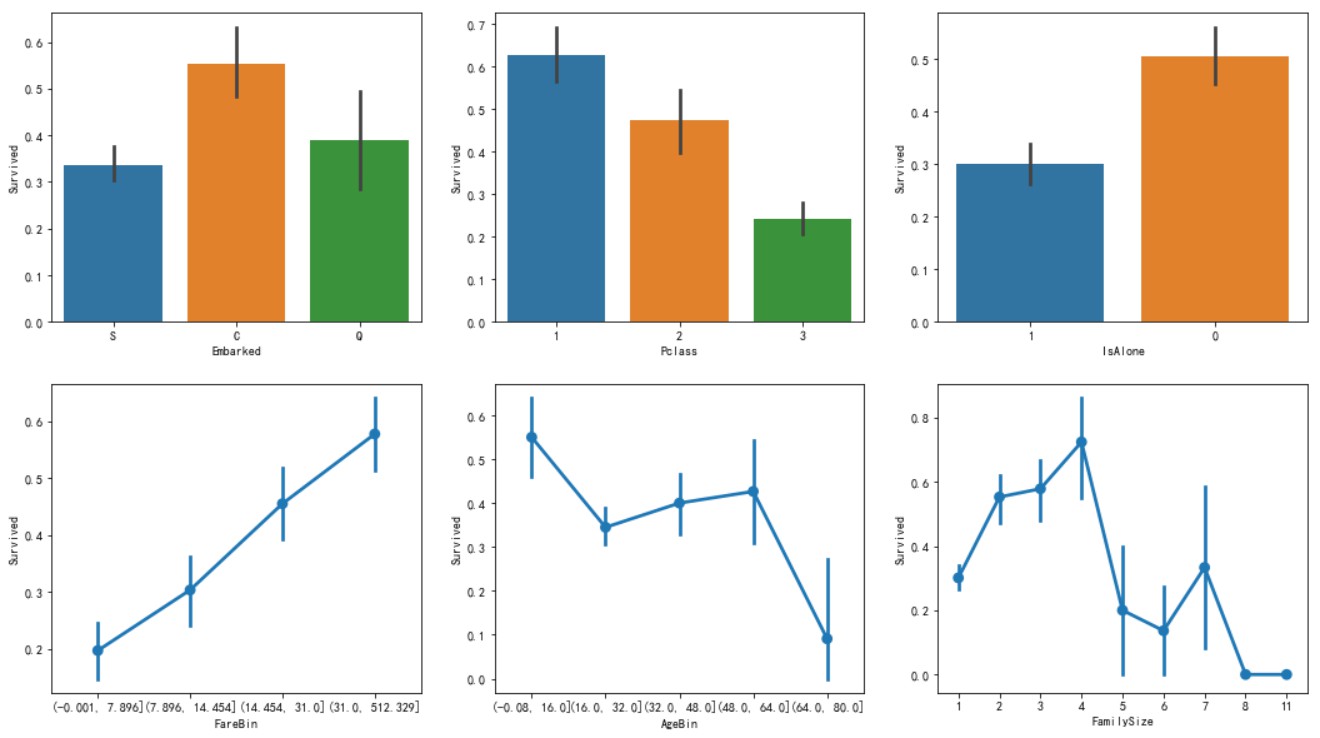 Survived
0.6
0.5
0.4
0.3
0.2
0.1
0.0
S C Q
Embarked
Survived
0.7
0.6
0.5
0.4
0.3
0.2
0.1
0.0
1 2 3
Pclass
Survived
0.5
0.4
0.3
0.2
0.1
0.0
1 0
IsAlone
Survived
0.6
0.5
0.4
0.3
0.2
(-0.001, 7.896] (7.896, 14.454] (14.454, 31.0] (31.0, 512.329]
FareBin
Survived
0.6
0.5
0.4
0.3
0.2
0.1
0.0
(-0.08, 16.0] (16.0, 32.0] (32.0, 48.0] (48.0, 64.0] (64.0, 80.0]
AgeBin
Survived
0.8
0.6
0.4
0.2
0.0
1 2 3 4 5 6 7 8 11
FamilySize